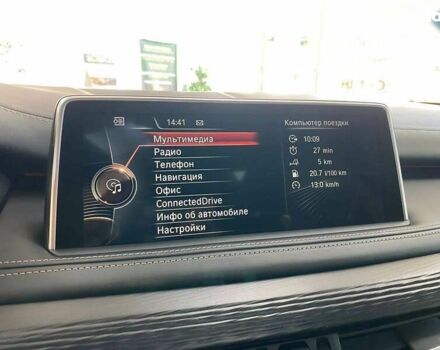 14:41
Мультимедиа
Радио
Телефон
Навигация
Офис
ConnectedDrive
Инфо об автомобиле
Настройки
Компьютер поездки
10:09
27 min
5 km
20.7 l/100 km
13.0 km/h